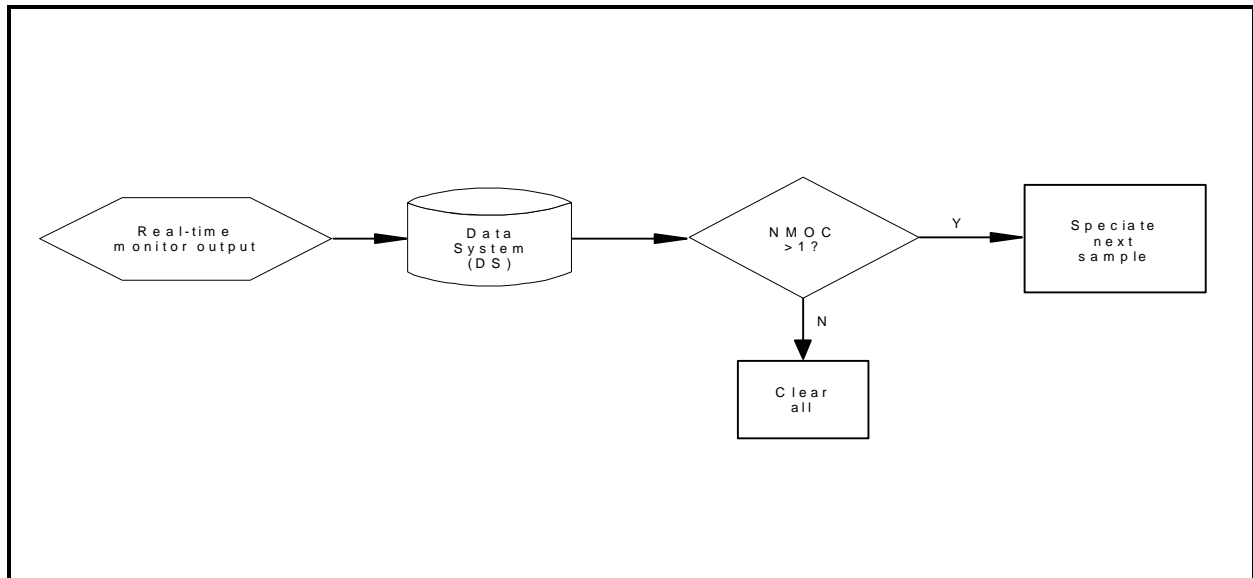 Real-time
monitor output
Data
System
(DS)
NMOC
>1?
Y
Speciate
next
sample
N
Clear
all